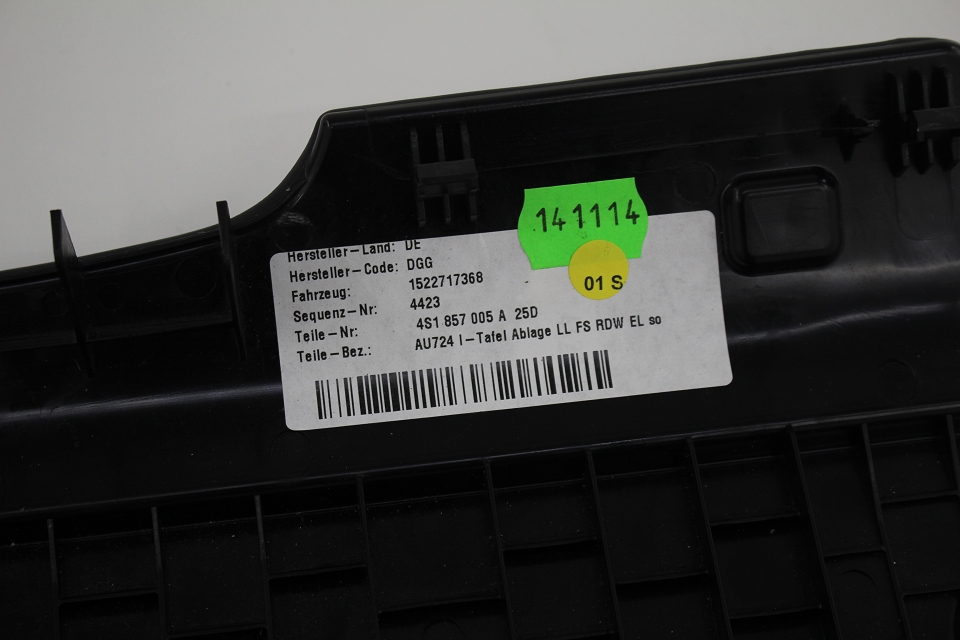 141114
Hersteller-Land: DE
Hersteller-Code: DGG
01 S
Fahrzeug: 1522717368
Sequenz-Nr: 4423
Teile-Nr: 4S1 857 005 A 25D
Teile-Bez.: AU724 I-Tafel Ablage LL FS RDW EL so